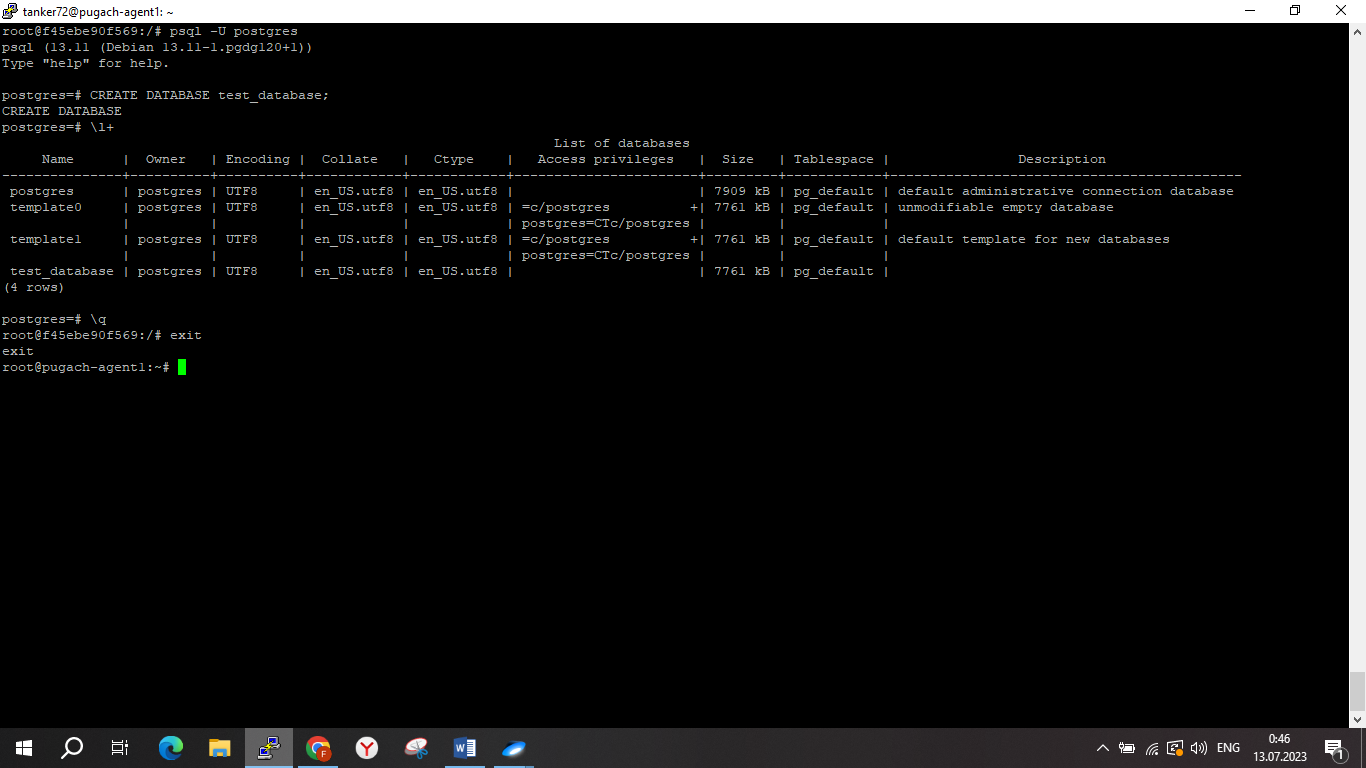 tanker72@pugach-agent1: ~
root@f45ebe90f569:/# psql -U postgres
psql (13.11 (Debian 13.11-1.pgdg120+1))
Type "help" for help.

postgres=# CREATE DATABASE test_database;
CREATE DATABASE
postgres=# \l+
                                                                     List of databases
     Name      |  Owner   | Encoding |  Collate   |   Ctype    |   Access privileges   |  Size   | Tablespace |                Description
---------------+----------+----------+------------+------------+-----------------------+---------+------------+--------------------------------------------
 postgres      | postgres | UTF8     | en_US.utf8 | en_US.utf8 |                       | 7909 kB | pg_default | default administrative connection database
 template0     | postgres | UTF8     | en_US.utf8 | en_US.utf8 | =c/postgres          +| 7761 kB | pg_default | unmodifiable empty database
               |          |          |            |            | postgres=CTc/postgres |         |            |
 template1     | postgres | UTF8     | en_US.utf8 | en_US.utf8 | =c/postgres          +| 7761 kB | pg_default | default template for new databases
               |          |          |            |            | postgres=CTc/postgres |         |            |
 test_database | postgres | UTF8     | en_US.utf8 | en_US.utf8 |                       | 7761 kB | pg_default |
(4 rows)

postgres=# \q
root@f45ebe90f569:/# exit
exit
root@pugach-agent1:~#
ENG
0:46
13.07.2023
1